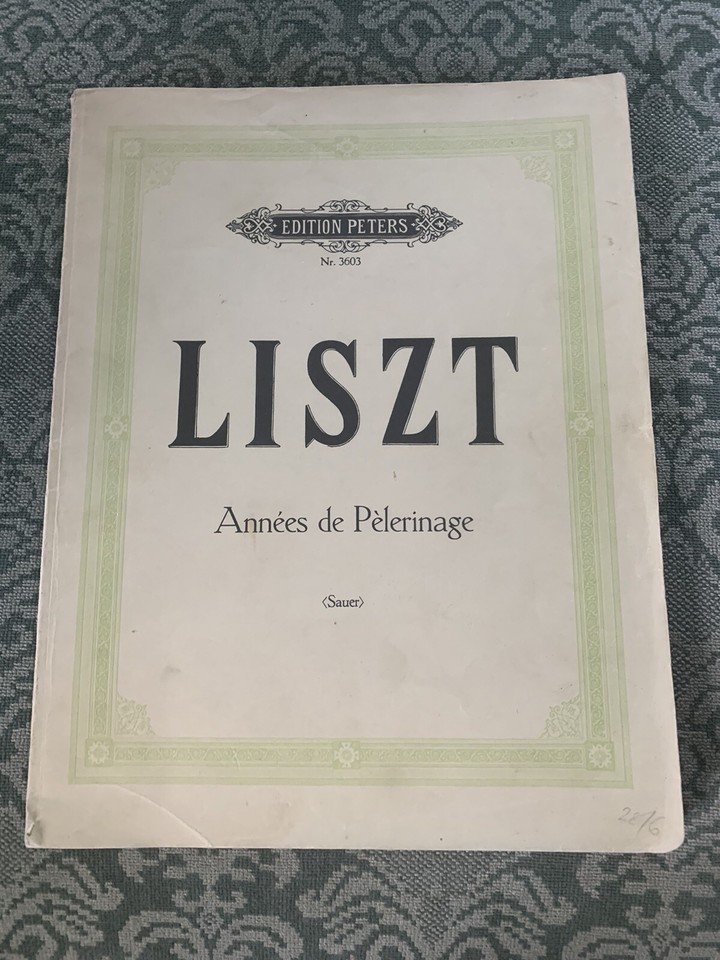 EDITION PETERS
Nr. 3603
LISZT
Années de Pèlerinage
⟨Sauer⟩